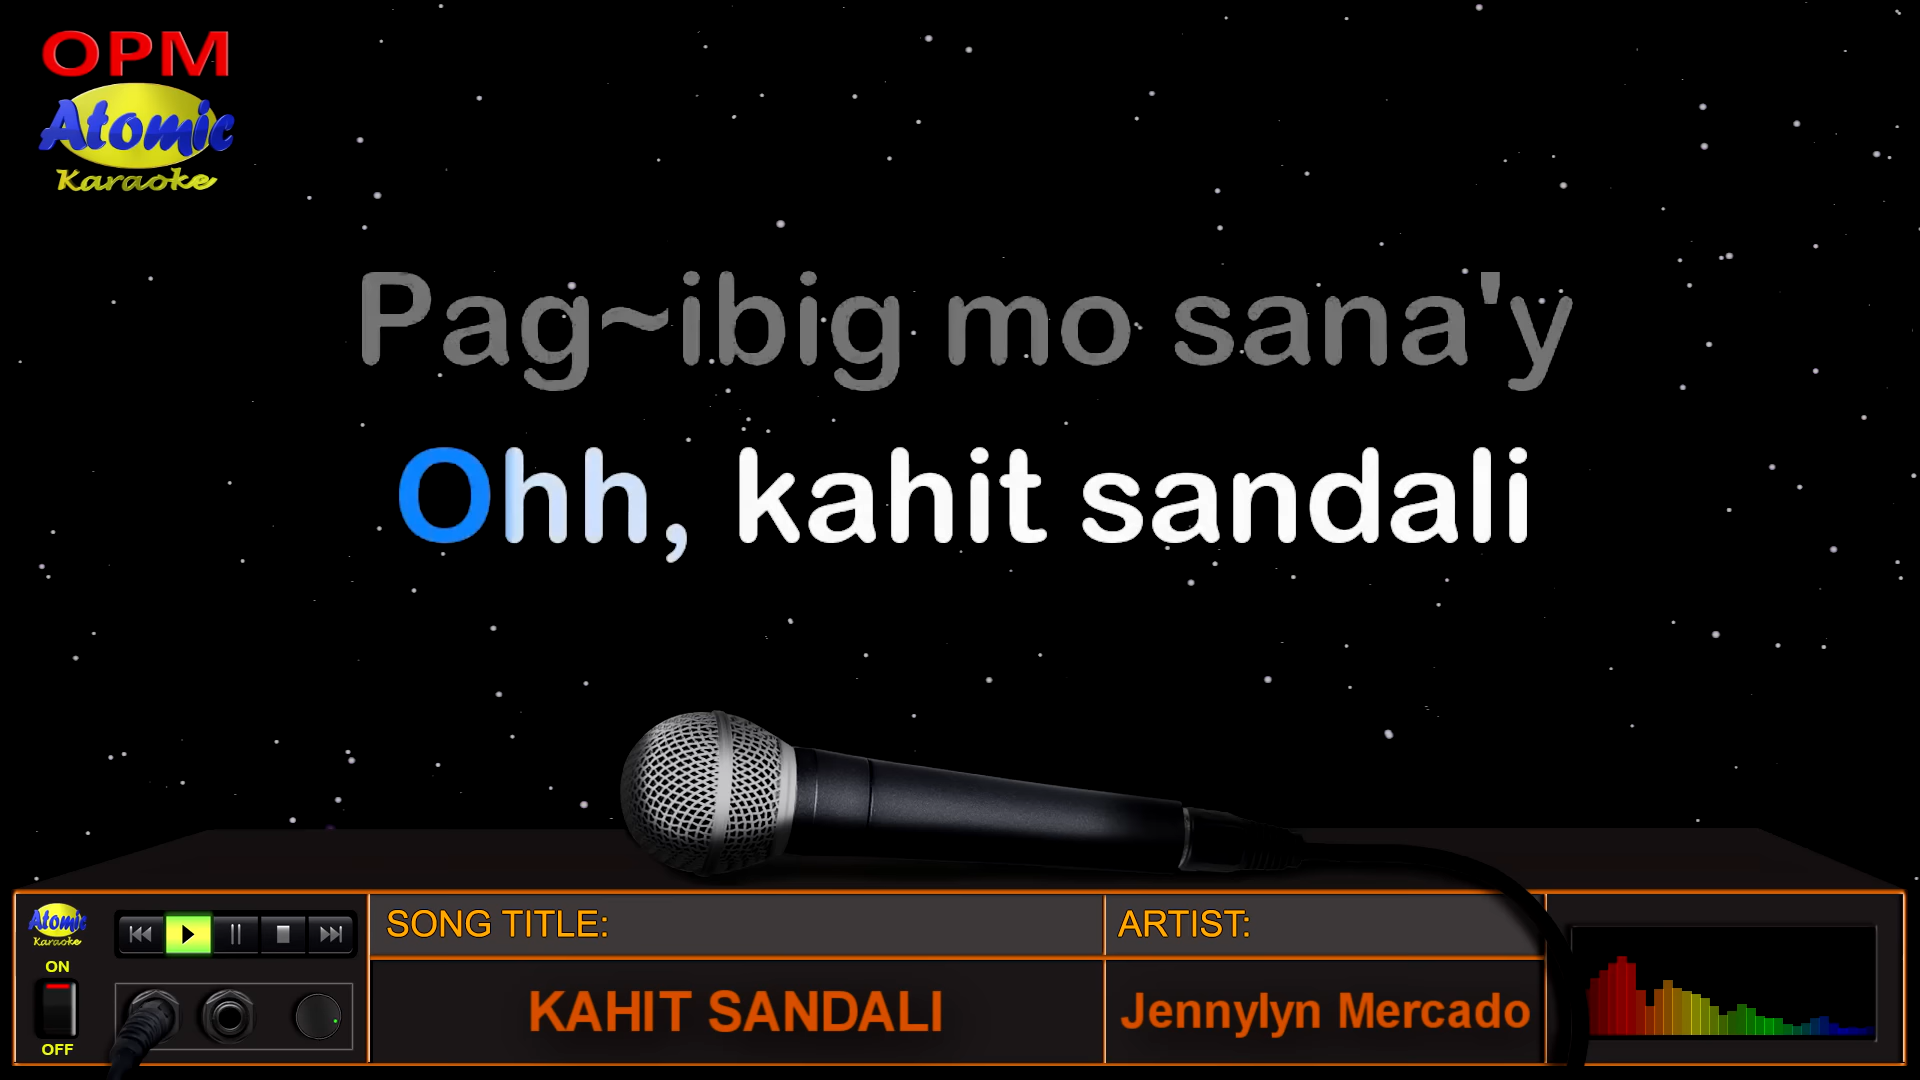 OPM
Atomic
Karaoke
Pag~ibig mo sana'y
Ohh, kahit sandali
Atomic
Karaoke
ON
OFF
SONG TITLE:
KAHIT SANDALI
ARTIST:
Jennylyn Mercado